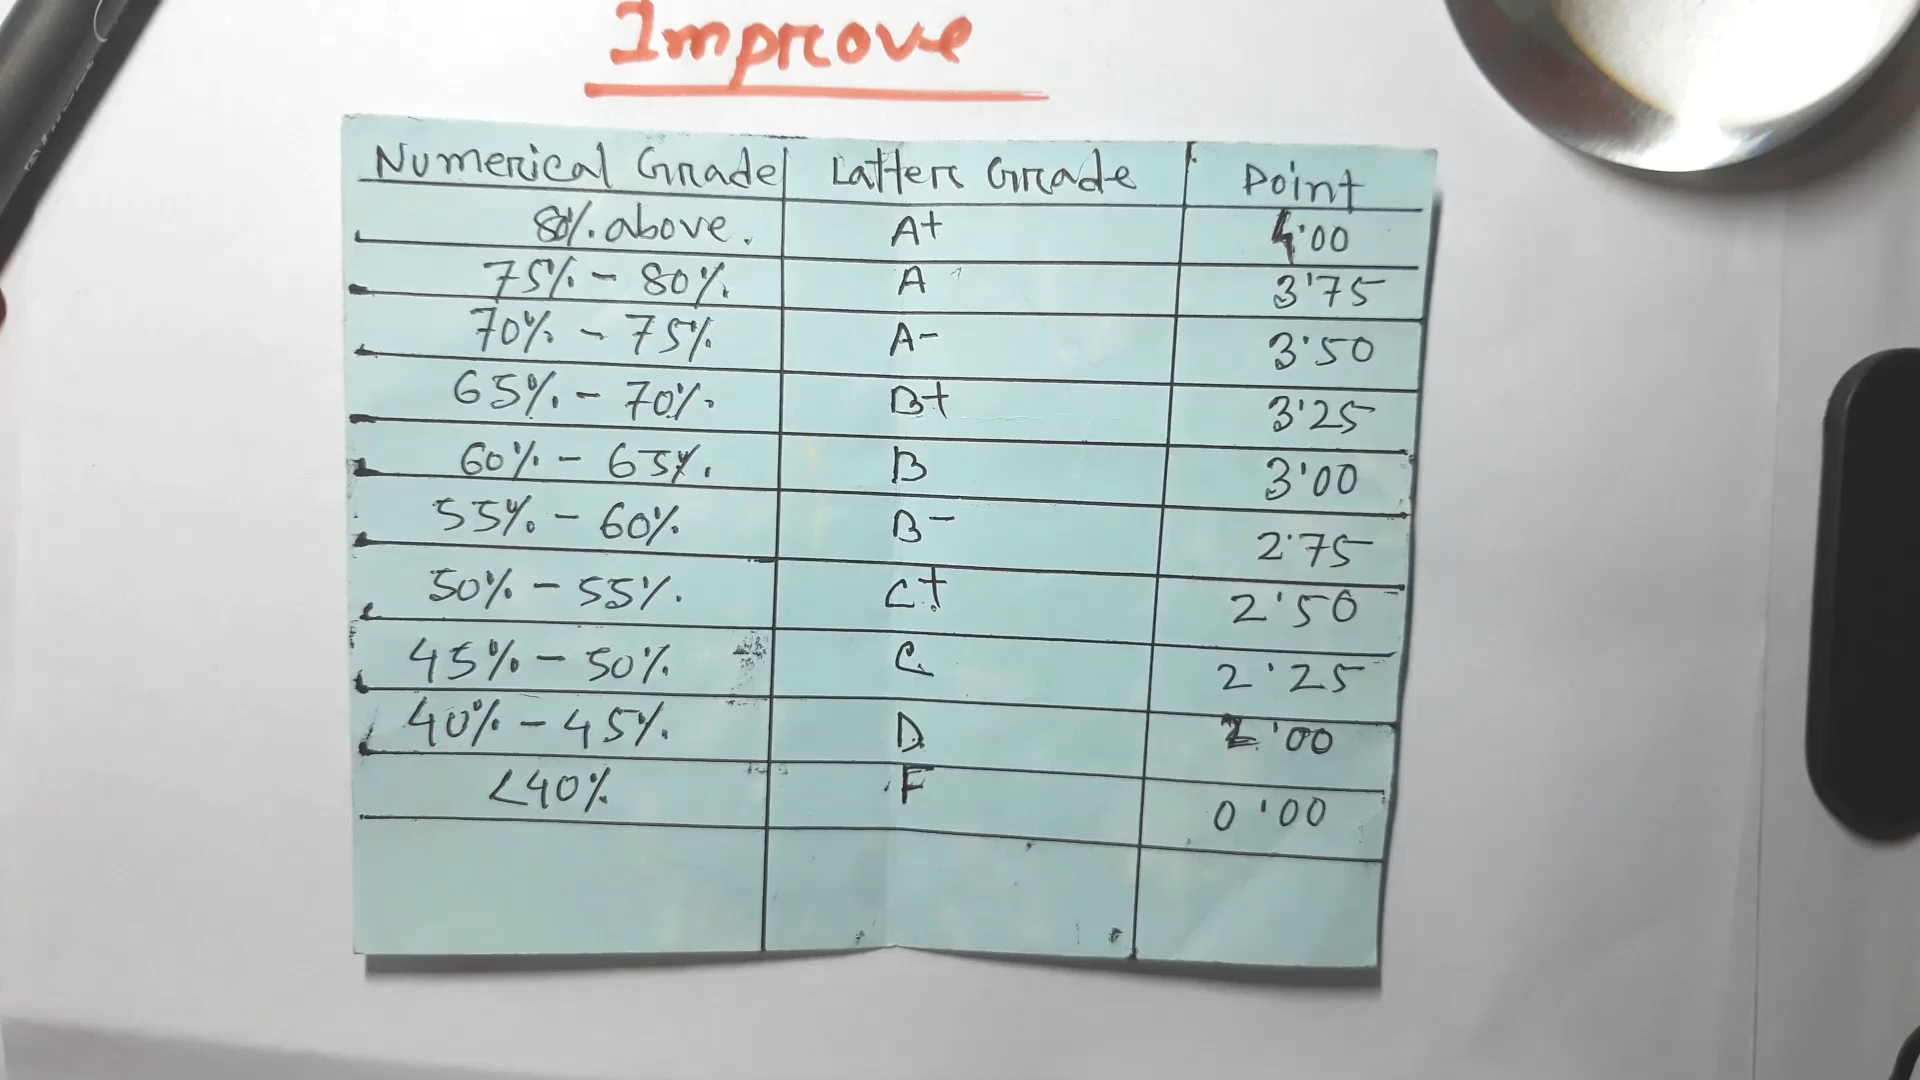 Improve
Numerical Grade Latter Grade Point
80% above. A+ 4.00
75% - 80% A 3.75
70% - 75% A- 3.50
65% - 70% B+ 3.25
60% - 65% B 3.00
55% - 60% B- 2.75
50% - 55% C+ 2.50
45% - 50% C 2.25
40% - 45% D 2.00
<40% F 0.00